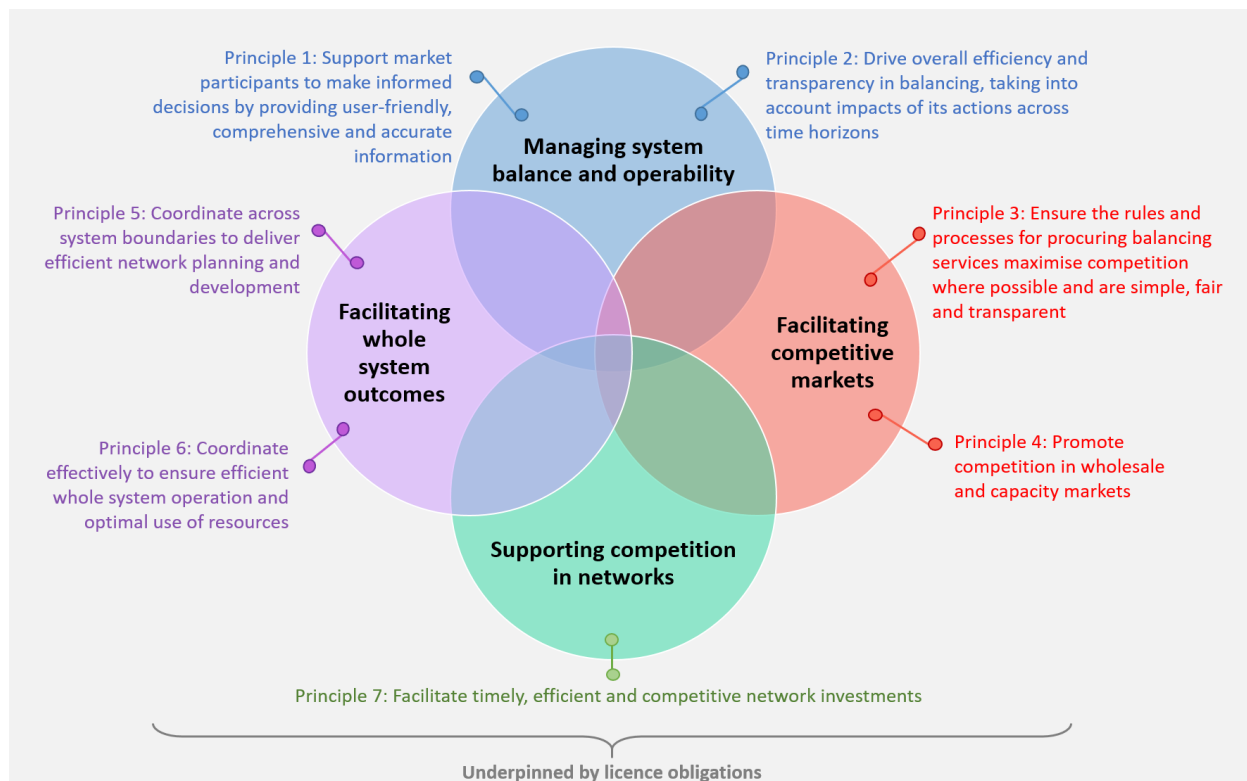 Principle 1: Support market
participants to make informed
decisions by providing user-friendly,
comprehensive and accurate
information
Principle 2: Drive overall efficiency and
transparency in balancing, taking into
account impacts of its actions across
time horizons
Managing system
balance and operability
Principle 5: Coordinate across
system boundaries to deliver
efficient network planning and
development
Principle 3: Ensure the rules and
processes for procuring balancing
services maximise competition
where possible and are simple, fair
and transparent
Facilitating
whole
system
outcomes
Facilitating
competitive
markets
Principle 6: Coordinate
effectively to ensure efficient
whole system operation and
optimal use of resources
Principle 4: Promote
competition in wholesale
and capacity markets
Supporting competition
in networks
Principle 7: Facilitate timely, efficient and competitive network investments
Underpinned by licence obligations